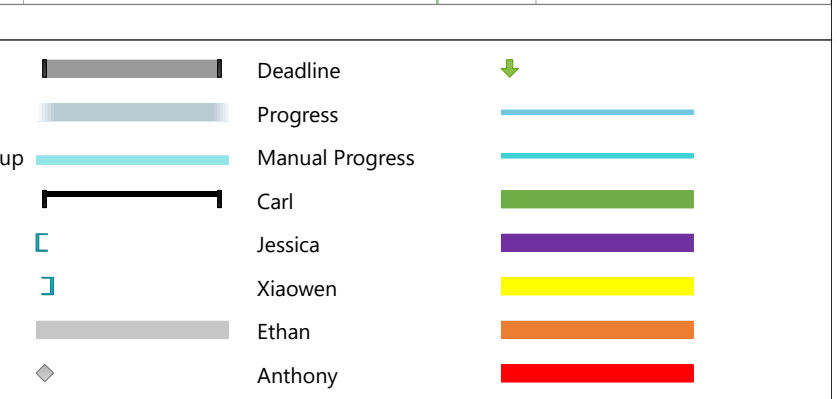 Deadline
Progress
up Manual Progress
Carl
Jessica
Xiaowen
Ethan
Anthony